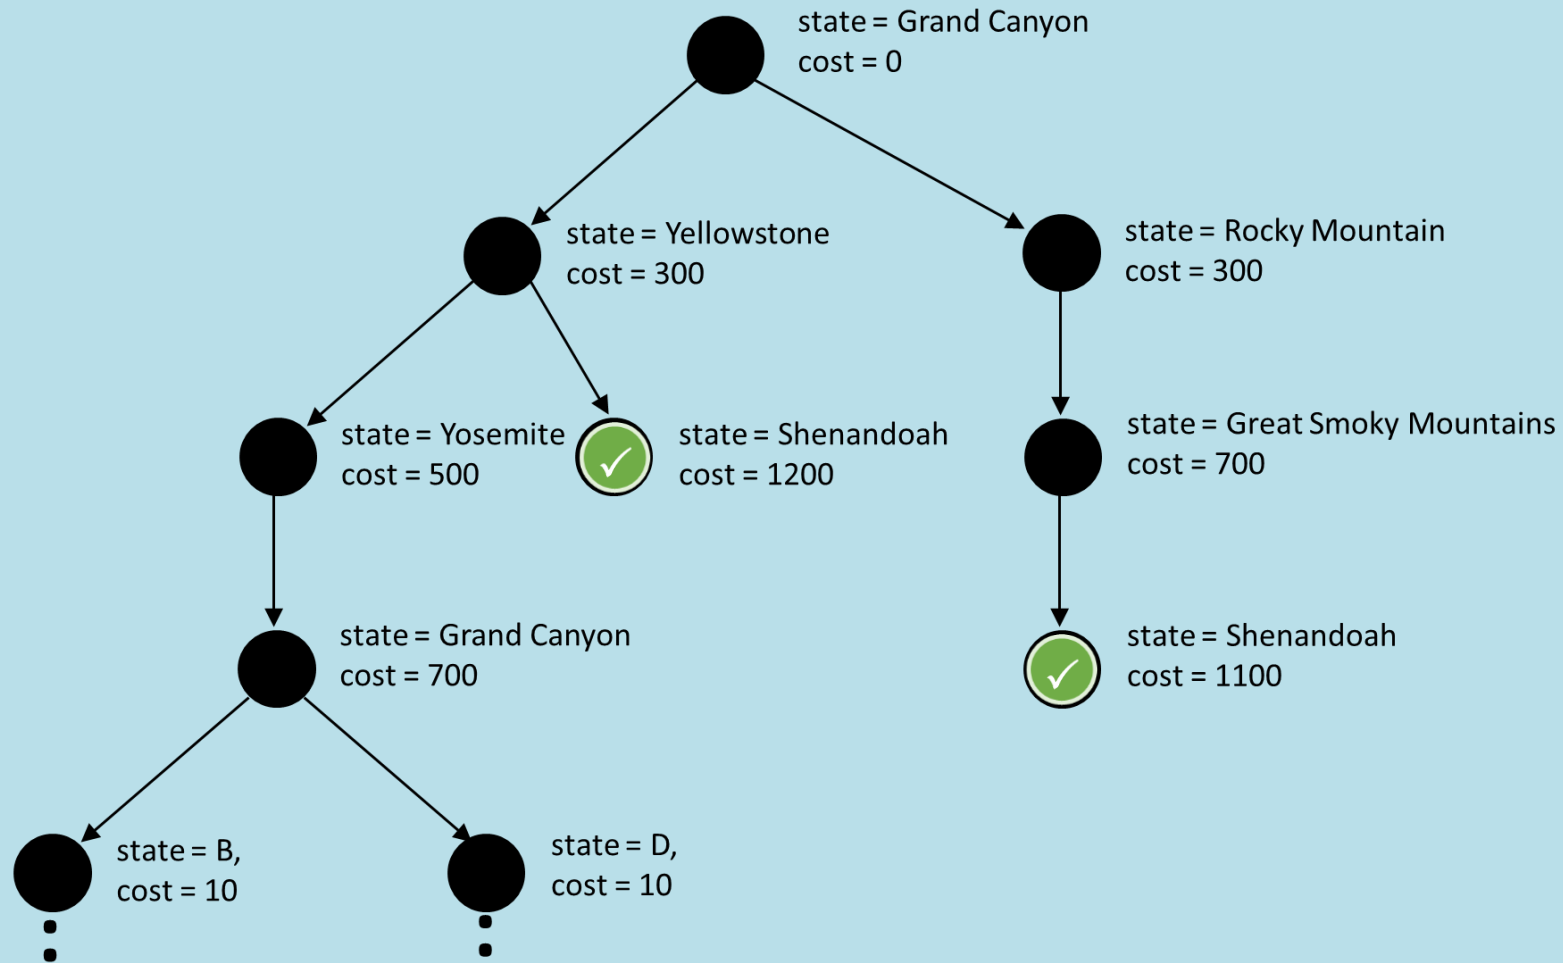 state = Grand Canyon
cost = 0
state = Yellowstone
cost = 300
state = Rocky Mountain
cost = 300
state = Yosemite
cost = 500
state = Shenandoah
cost = 1200
state = Great Smoky Mountains
cost = 700
state = Grand Canyon
cost = 700
state = Shenandoah
cost = 1100
state = B,
cost = 10
state = D,
cost = 10